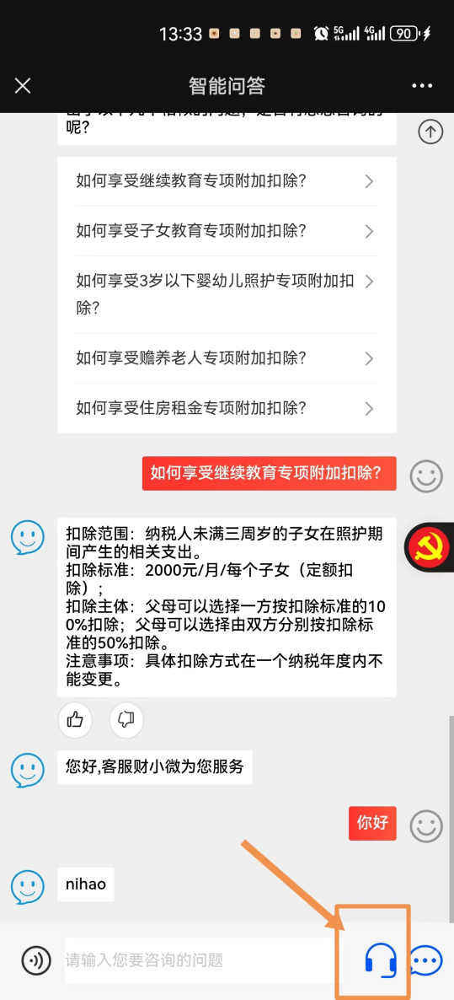 13:33
5G
4G
90
智能问答
呢?
如何享受继续教育专项附加扣除?
如何享受子女教育专项附加扣除?
如何享受3岁以下婴幼儿照护专项附加扣
除?
如何享受赡养老人专项附加扣除?
如何享受住房租金专项附加扣除?
如何享受继续教育专项附加扣除?
扣除范围：纳税人未满三周岁的子女在照护期
间产生的相关支出。
扣除标准：2000元/月/每个子女（定额扣
除）；
扣除主体：父母可以选择一方按扣除标准的10
0%扣除；父母可以选择由双方分别按扣除标
准的50%扣除。
注意事项：具体扣除方式在一个纳税年度内不
能变更。
您好,客服财小微为您服务
你好
nihao
请输入您要咨询的问题